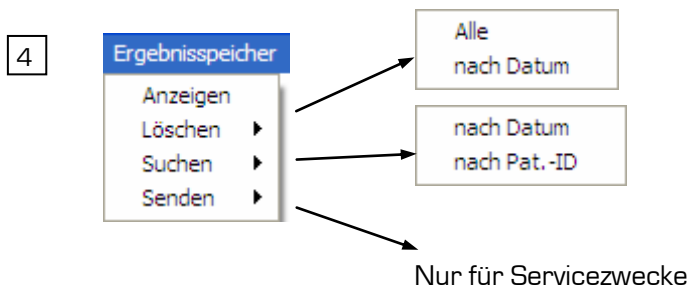 4
Ergebnisspeicher
Anzeigen
Löschen
Suchen
Senden
Alle
nach Datum
nach Datum
nach Pat.-ID
Nur für Servicezwecke